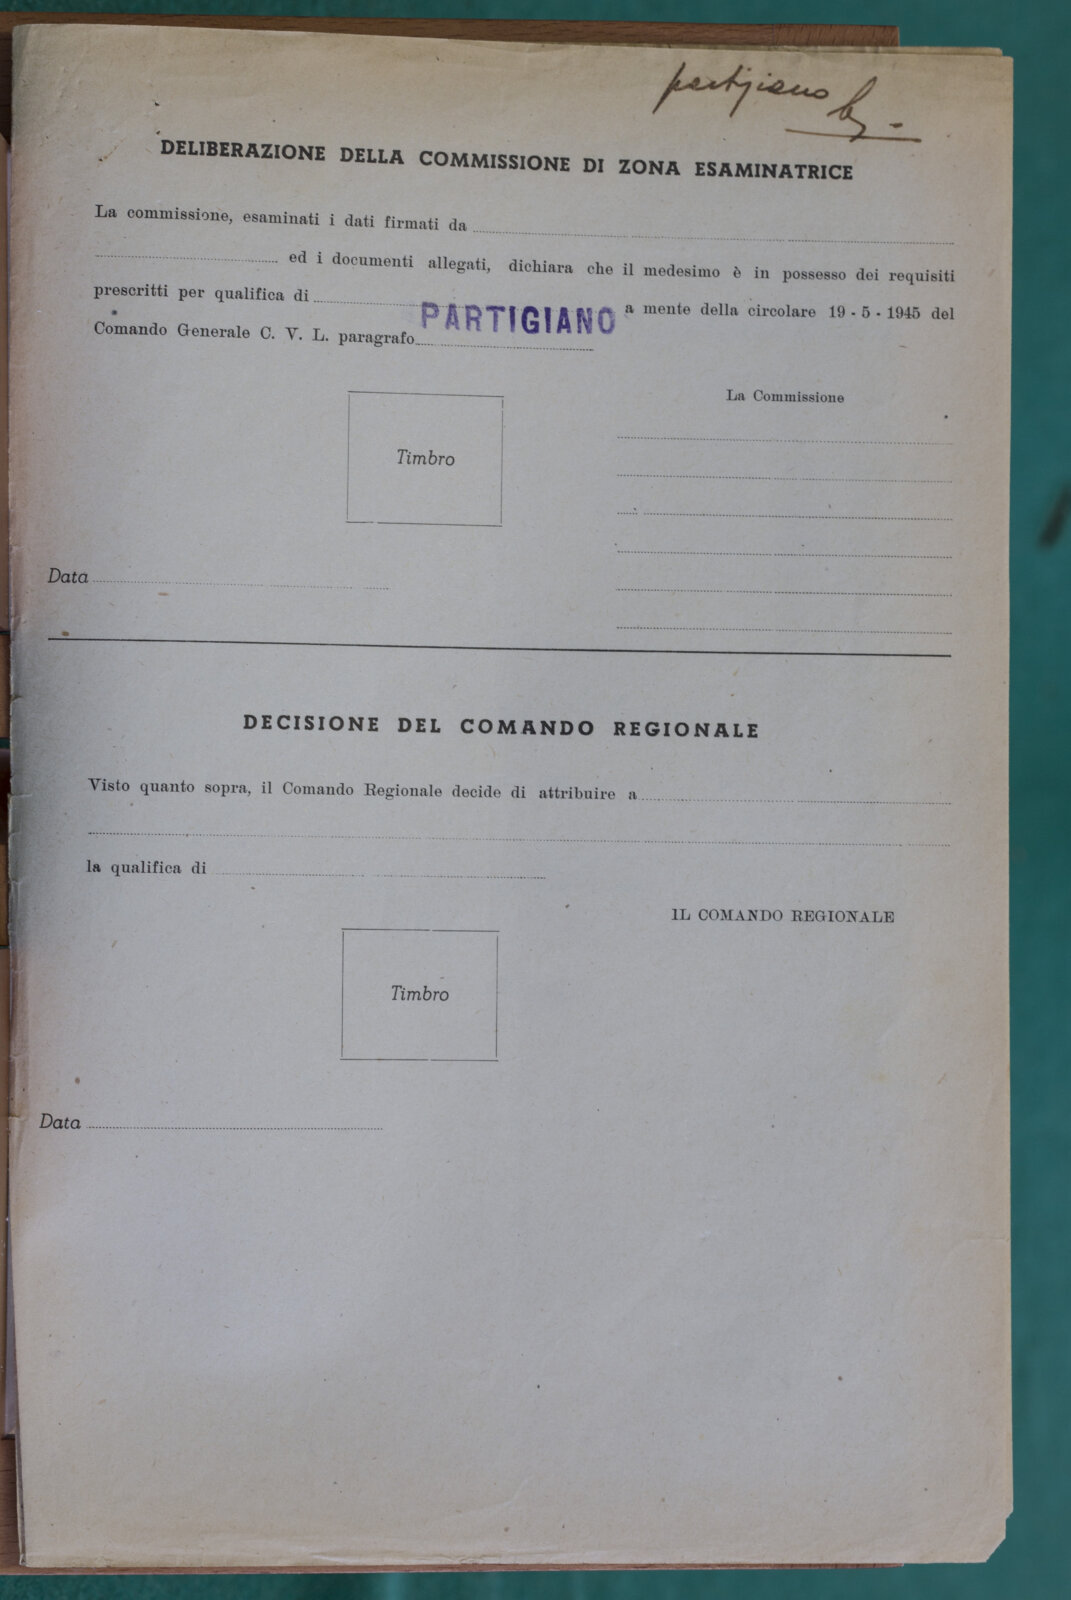 partigiano
DELIBERAZIONE DELLA COMMISSIONE DI ZONA ESAMINATRICE
La commissione, esaminati i dati firmati da
ed i documenti allegati, dichiara che il medesimo è in possesso dei requisiti
prescritti per qualifica di PARTIGIANO a mente della circolare 19 - 5 - 1945 del
Comando Generale C. V. L. paragrafo
La Commissione
Timbro
Data
DECISIONE DEL COMANDO REGIONALE
Visto quanto sopra, il Comando Regionale decide di attribuire a
la qualifica di
IL COMANDO REGIONALE
Timbro
Data